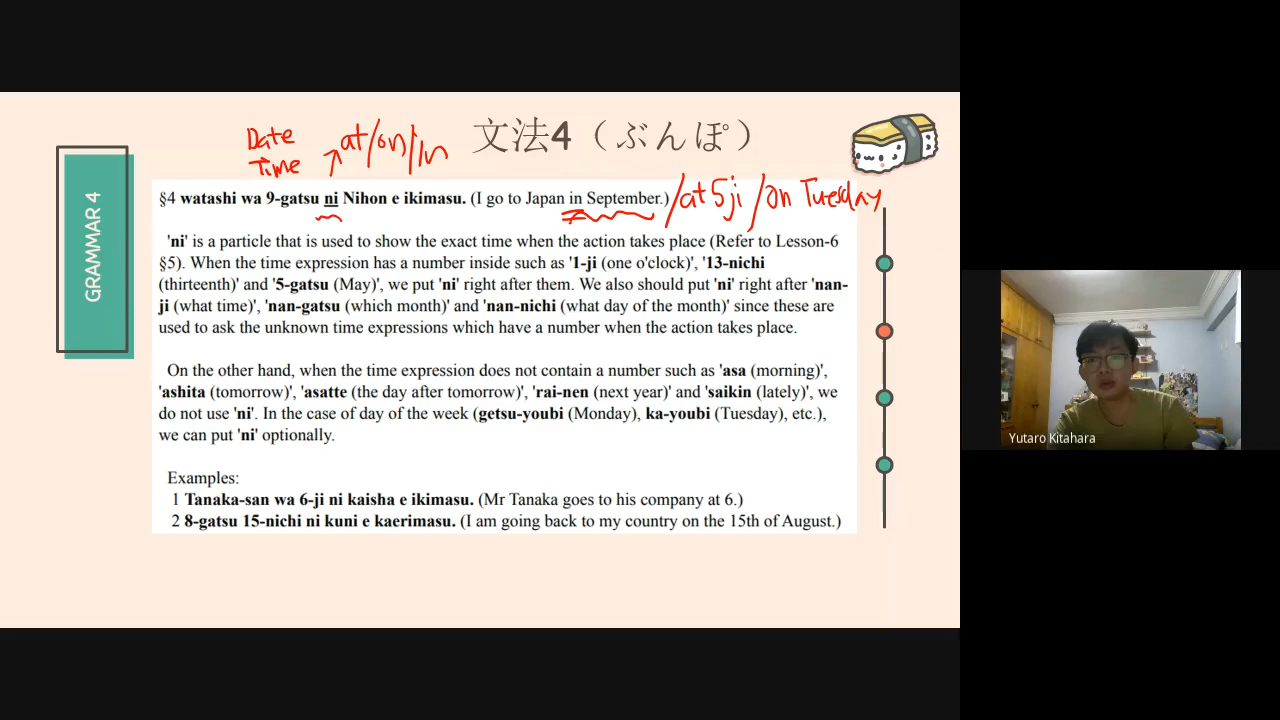 GRAMMAR 4
Date
Time
at/on/in
文法4（ぶんぽ）
§4 watashi wa 9-gatsu ni Nihon e ikimasu. (I go to Japan in September.)
/at 5ji /on Tuesday
'ni' is a particle that is used to show the exact time when the action takes place (Refer to Lesson-6
§5). When the time expression has a number inside such as '1-ji (one o'clock)', '13-nichi
(thirteenth)' and '5-gatsu (May)', we put 'ni' right after them. We also should put 'ni' right after 'nan-
ji (what time)', 'nan-gatsu (which month)' and 'nan-nichi (what day of the month)' since these are
used to ask the unknown time expressions which have a number when the action takes place.
On the other hand, when the time expression does not contain a number such as 'asa (morning)',
'ashita (tomorrow)', 'asatte (the day after tomorrow)', 'rai-nen (next year)' and 'saikin (lately)', we
do not use 'ni'. In the case of day of the week (getsu-youbi (Monday), ka-youbi (Tuesday), etc.),
we can put 'ni' optionally.
Examples:
1 Tanaka-san wa 6-ji ni kaisha e ikimasu. (Mr Tanaka goes to his company at 6.)
2 8-gatsu 15-nichi ni kuni e kaerimasu. (I am going back to my country on the 15th of August.)
Yutaro Kitahara